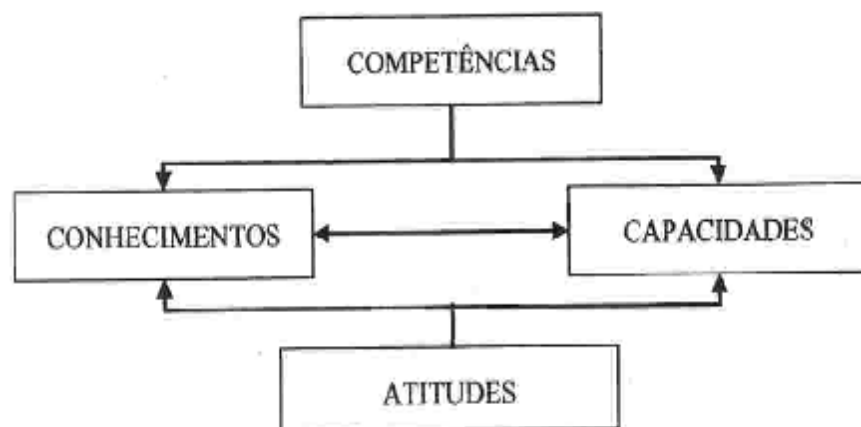 COMPETÊNCIAS
CONHECIMENTOS
CAPACIDADES
ATITUDES